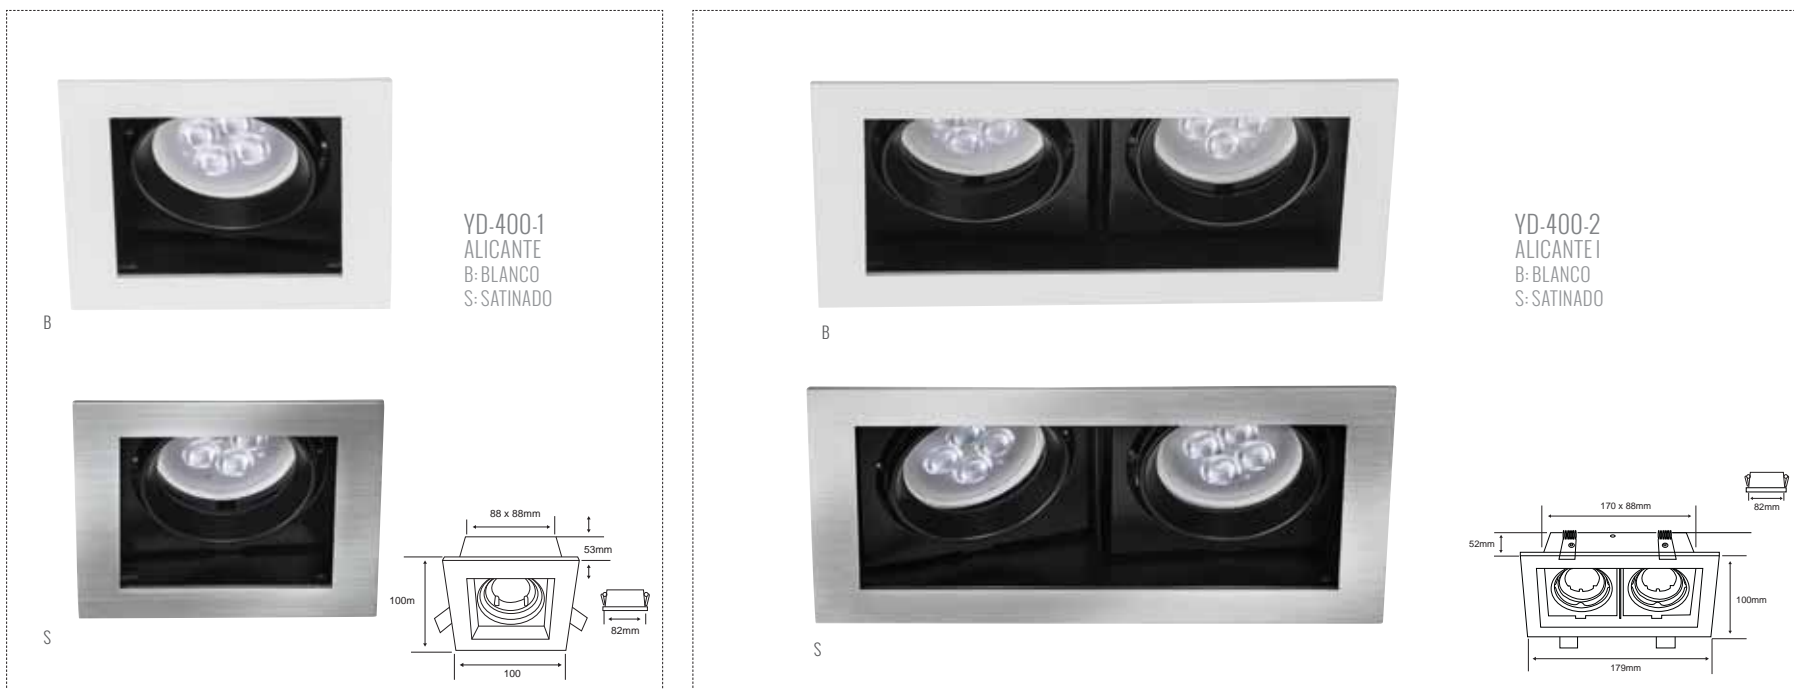 YD-400-1
ALICANTE
B: BLANCO
S: SATINADO
B
S
88 x 88mm
53mm
100m
82mm
100
YD-400-2
ALICANTE I
B: BLANCO
S: SATINADO
B
S
82mm
170 x 88mm
52mm
100mm
179mm